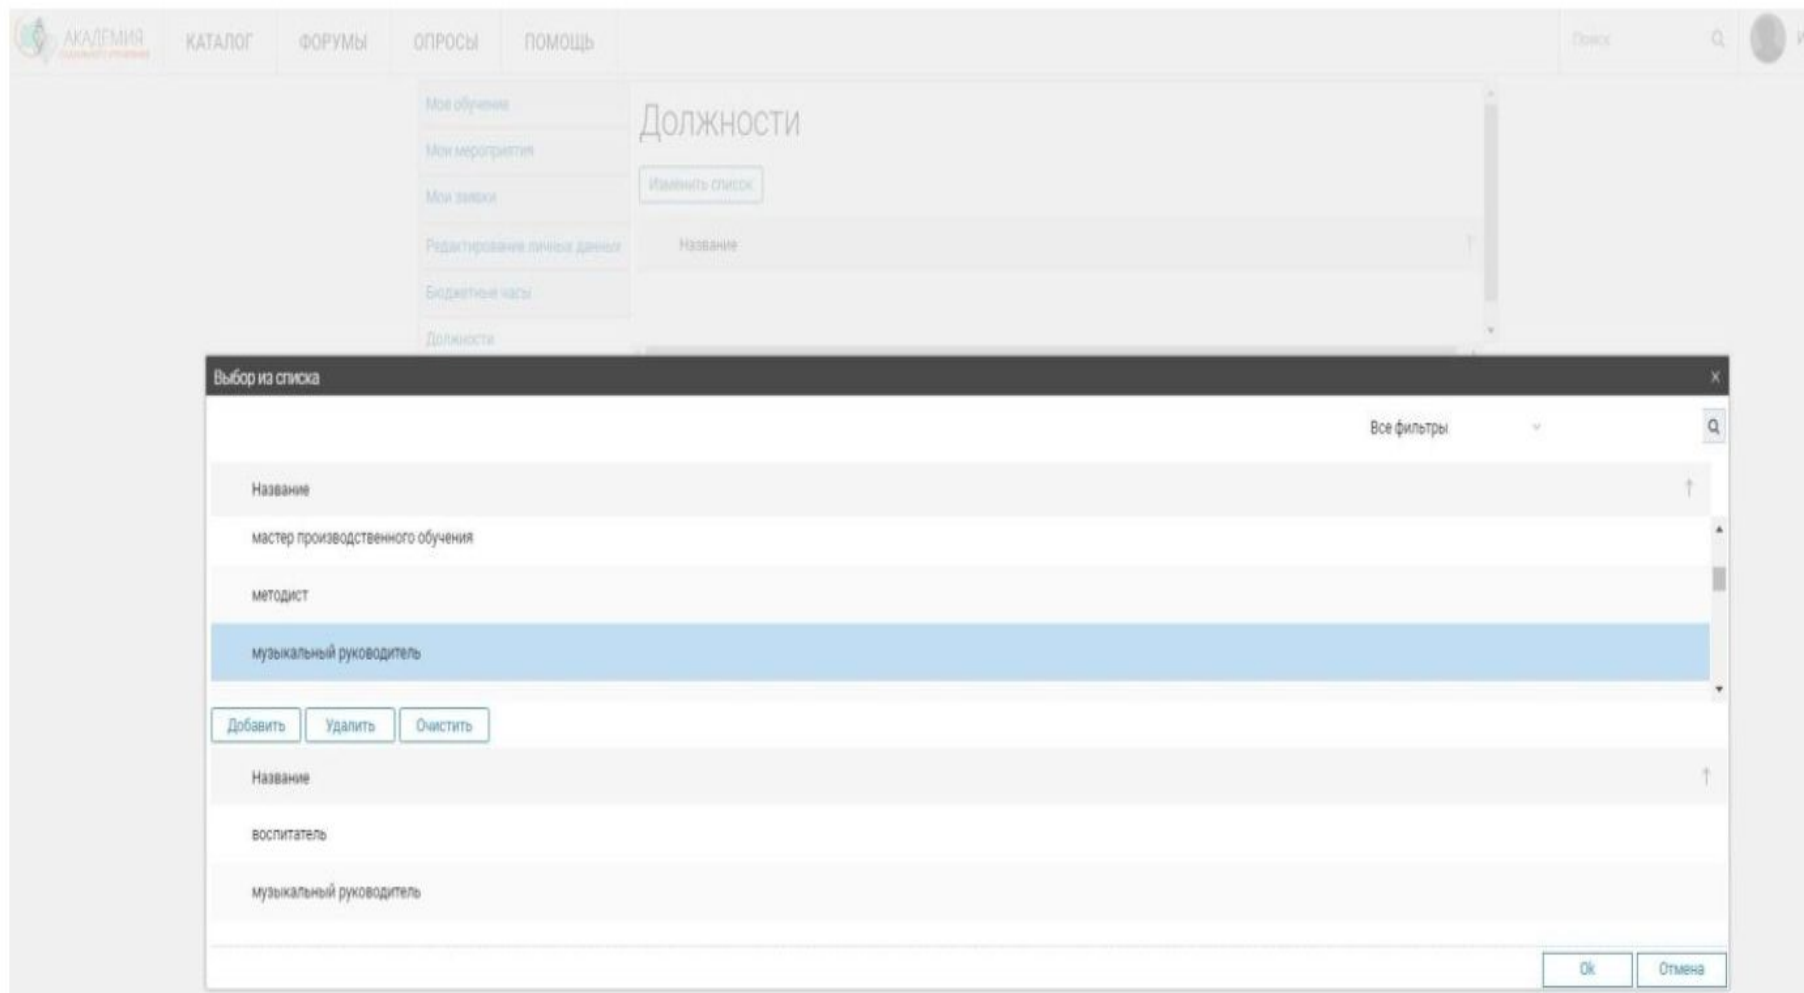 АКАДЕМИЯ КАТАЛОГ ФОРУМЫ ОПРОСЫ ПОМОЩЬ Поиск И
Мое обучение
Должности
Мои мероприятия
Изменить список
Мои заявки
Редактирование личных данных
Название
Бюджетные часы
Должности
Выбор из списка
Все фильтры
Название
мастер производственного обучения
методист
музыкальный руководитель
Добавить Удалить Очистить
Название
воспитатель
музыкальный руководитель
Ok Отмена